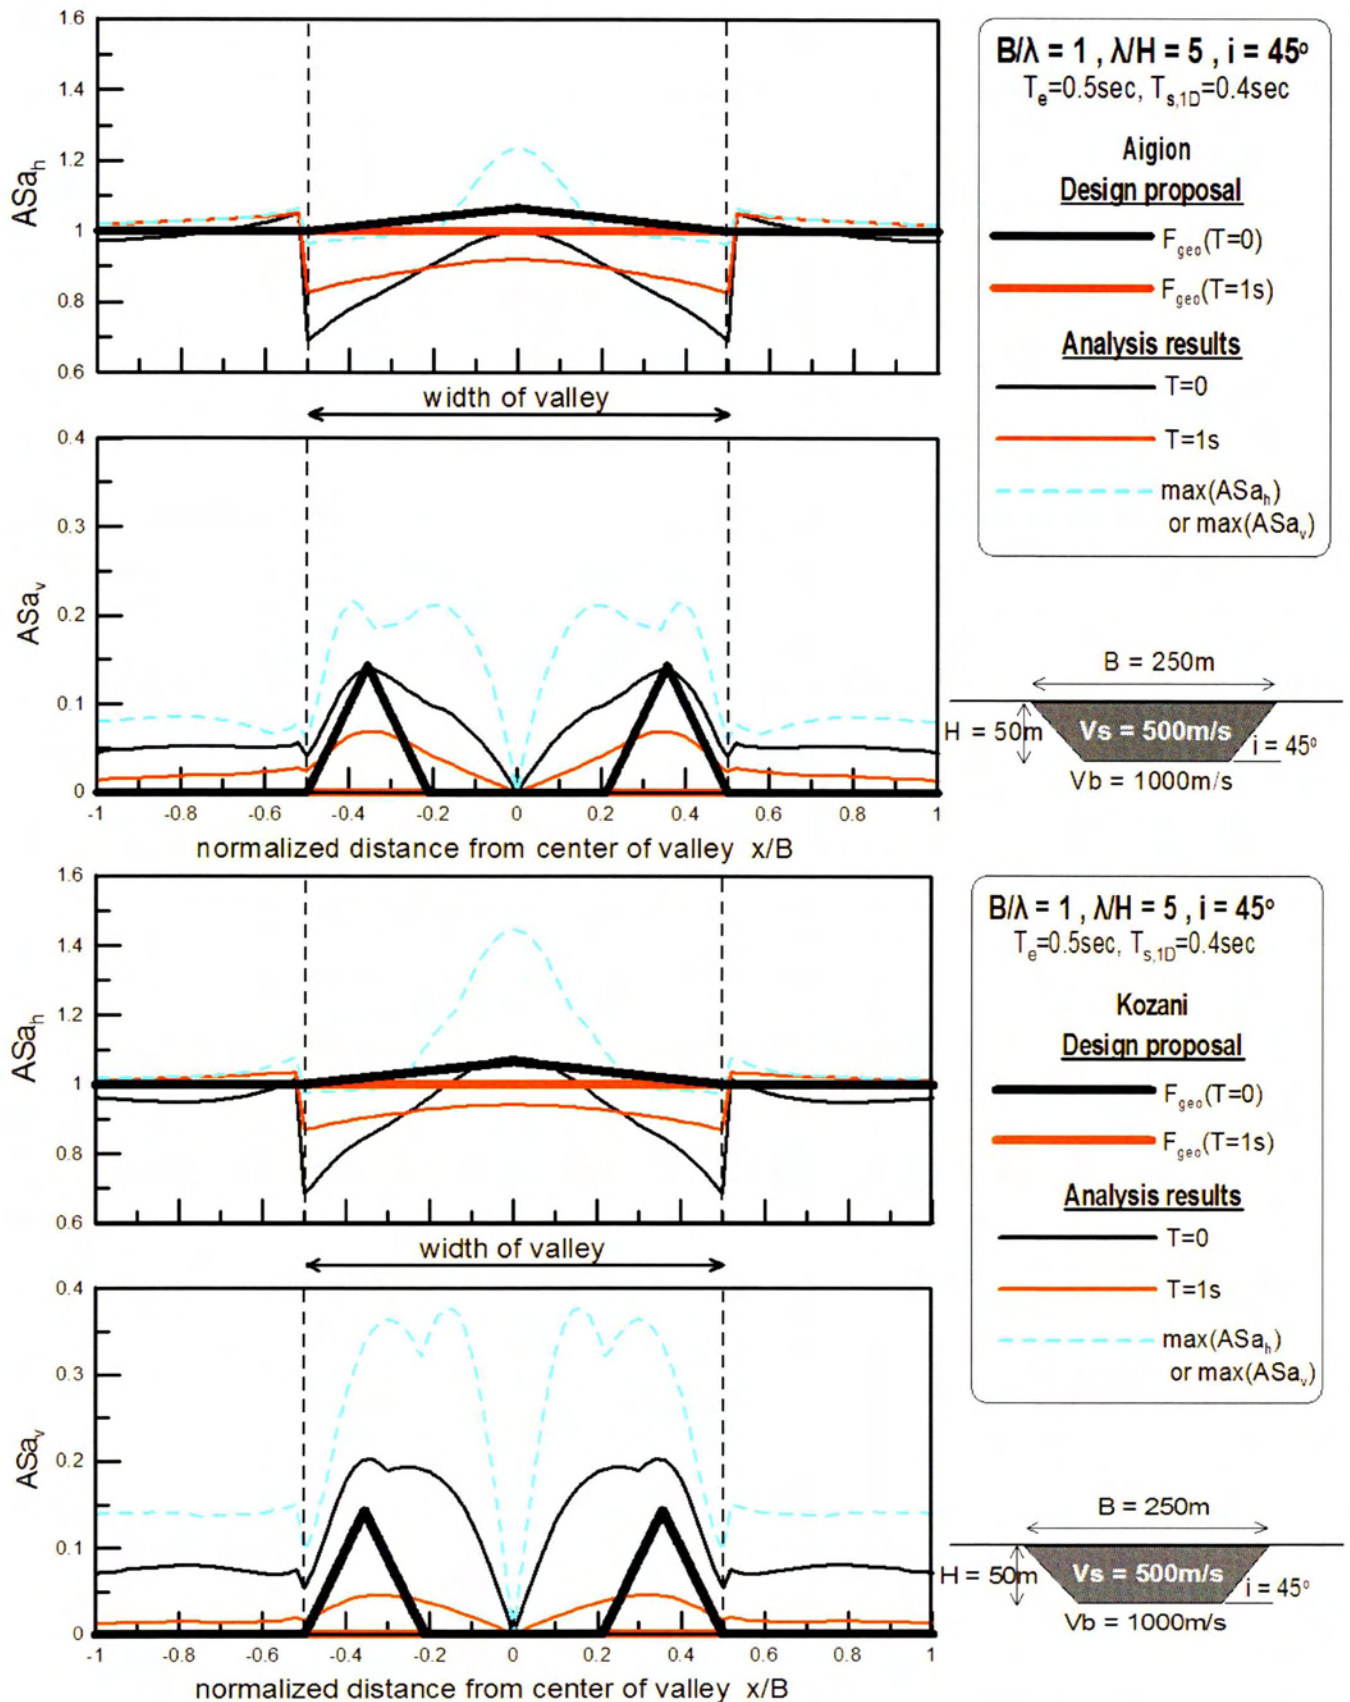 1.6
1.4
1.2
1
0.8
0.6
ASa_h
width of valley
0.4
0.3
0.2
0.1
0
ASa_v
-1 -0.8 -0.6 -0.4 -0.2 0 0.2 0.4 0.6 0.8 1
normalized distance from center of valley x/B
B/λ = 1 , λ/H = 5 , i = 45°
T_e=0.5sec, T_s,1D=0.4sec
Aigion
Design proposal
F_geo(T=0)
F_geo(T=1s)
Analysis results
T=0
T=1s
max(ASa_h)
or max(ASa_v)
B = 250m
H = 50m
Vs = 500m/s
i = 45°
Vb = 1000m/s
1.6
1.4
1.2
1
0.8
0.6
ASa_h
width of valley
0.4
0.3
0.2
0.1
0
ASa_v
-1 -0.8 -0.6 -0.4 -0.2 0 0.2 0.4 0.6 0.8 1
normalized distance from center of valley x/B
B/λ = 1 , λ/H = 5 , i = 45°
T_e=0.5sec, T_s,1D=0.4sec
Kozani
Design proposal
F_geo(T=0)
F_geo(T=1s)
Analysis results
T=0
T=1s
max(ASa_h)
or max(ASa_v)
B = 250m
H = 50m
Vs = 500m/s
i = 45°
Vb = 1000m/s